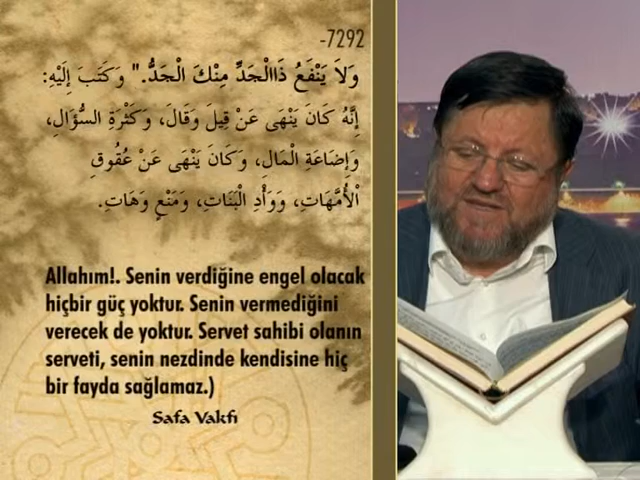 -7292
وَلاَ يَنْفَعُ ذَاالْجَدِّ مِنْكَ الْجَدُّ." وَكَتَبَ إِلَيْهِ:
إِنَّهُ كَانَ يَنْهَى عَنْ قِيلَ وَقَالَ، وَكَثْرَةِ السُّؤَالِ،
وَإِضَاعَةِ الْمَالِ، وَكَانَ يَنْهَى عَنْ عُقُوقِ
اْلأُمَّهَاتِ، وَوَأْدِ الْبَنَاتِ، وَمَنْعٍ وَهَاتِ.
Allahım!. Senin verdiğine engel olacak
hiçbir güç yoktur. Senin vermediğini
verecek de yoktur. Servet sahibi olanın
serveti, senin nezdinde kendisine hiç
bir fayda sağlamaz.)
Safa Vakfı